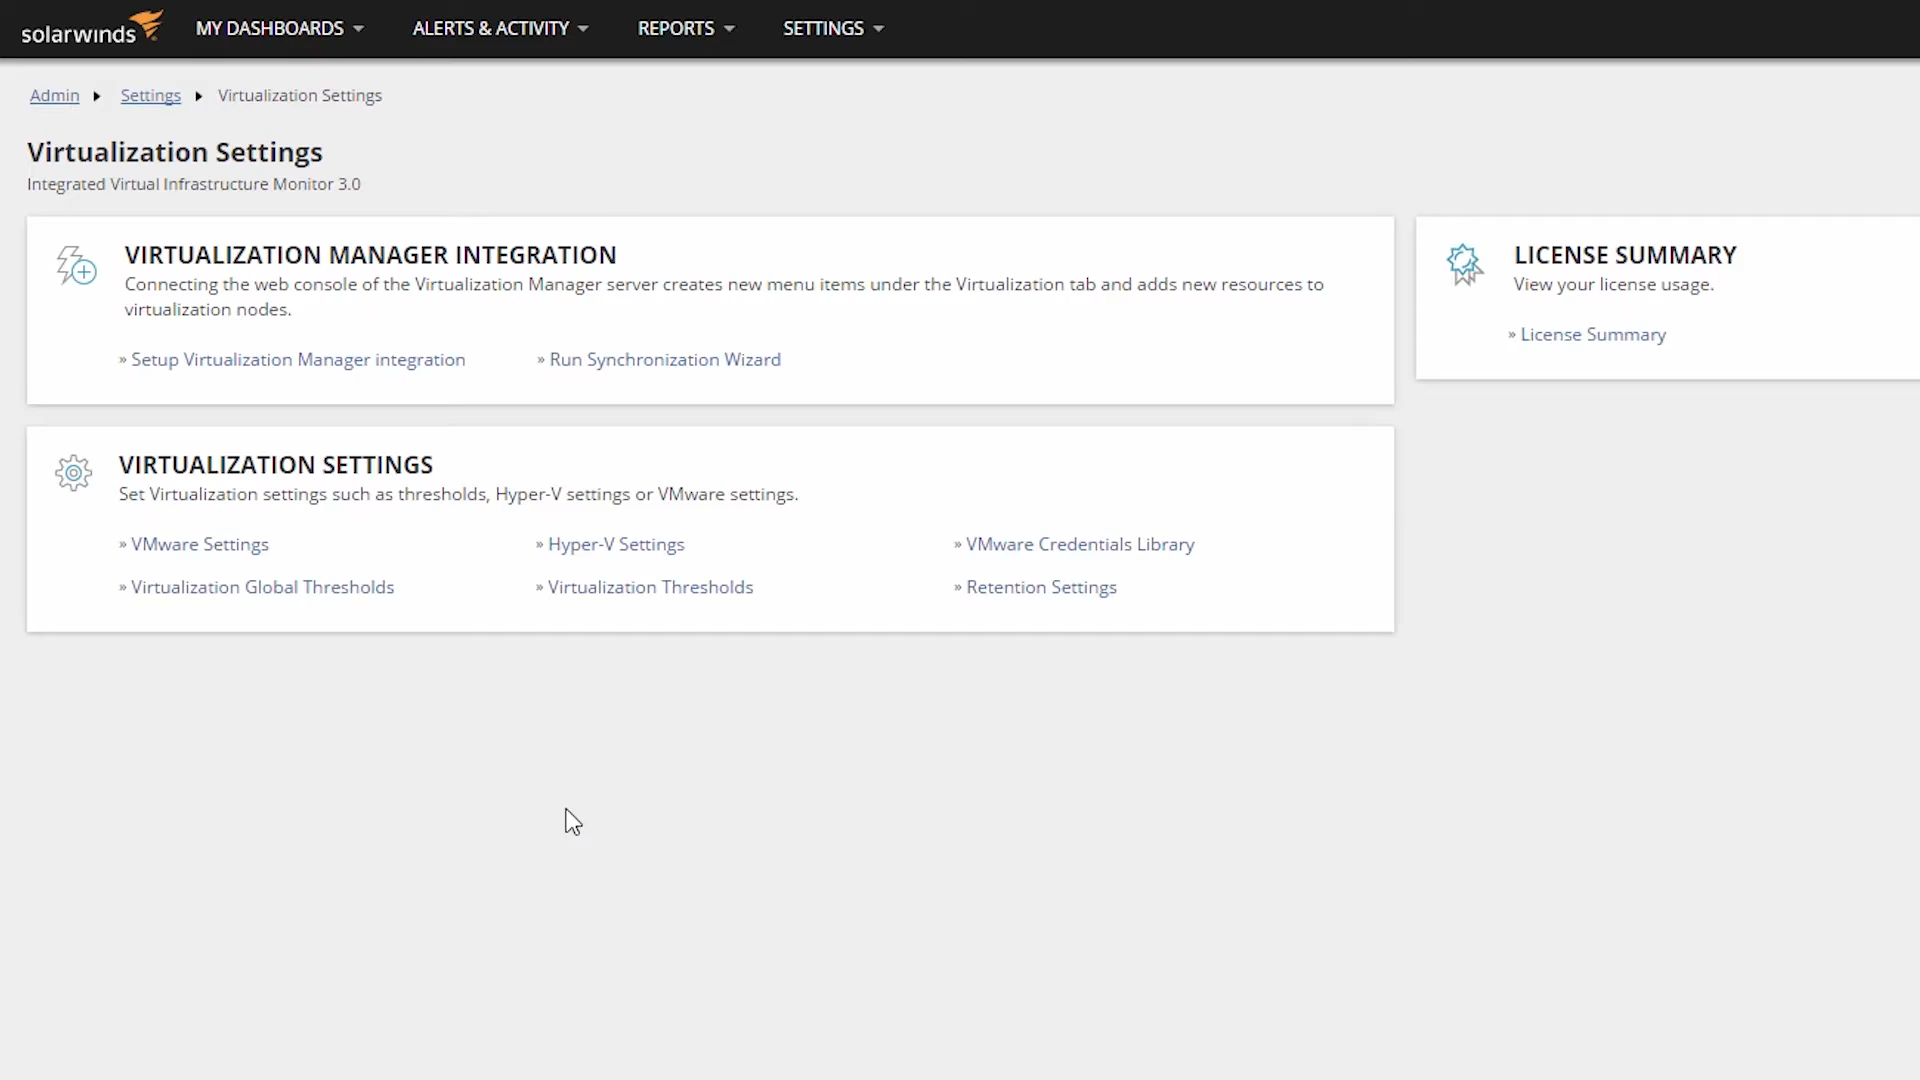 solarwinds MY DASHBOARDS ALERTS & ACTIVITY REPORTS SETTINGS
Admin Settings Virtualization Settings
Virtualization Settings
Integrated Virtual Infrastructure Monitor 3.0
VIRTUALIZATION MANAGER INTEGRATION
Connecting the web console of the Virtualization Manager server creates new menu items under the Virtualization tab and adds new resources to
virtualization nodes.
» Setup Virtualization Manager integration » Run Synchronization Wizard
LICENSE SUMMARY
View your license usage.
» License Summary
VIRTUALIZATION SETTINGS
Set Virtualization settings such as thresholds, Hyper-V settings or VMware settings.
» VMware Settings » Hyper-V Settings » VMware Credentials Library
» Virtualization Global Thresholds » Virtualization Thresholds » Retention Settings